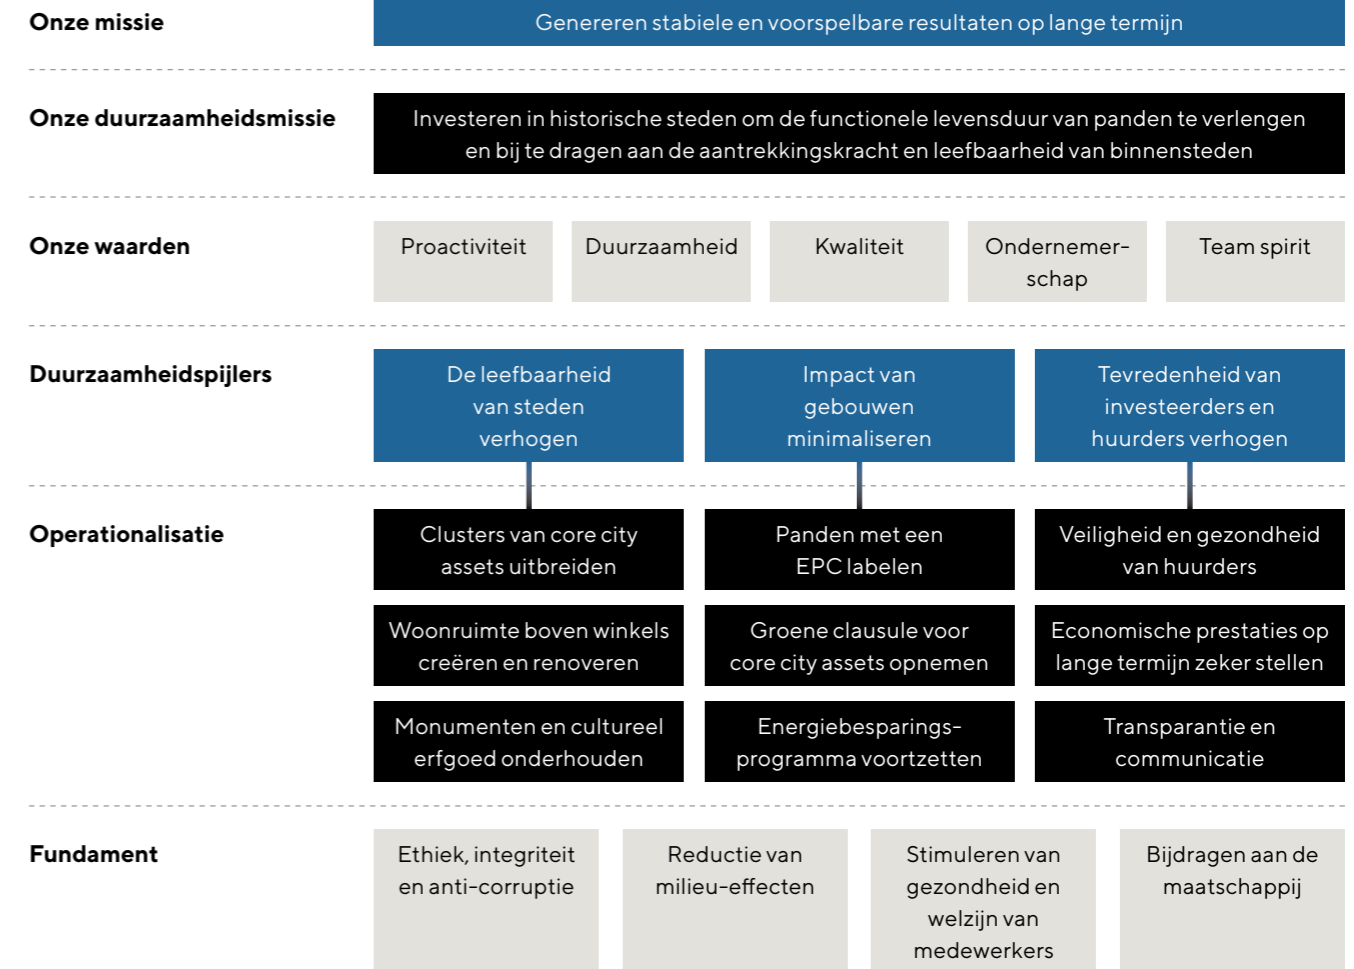 Onze missie
Genereren stabiele en voorspelbare resultaten op lange termijn
Onze duurzaamheidsmissie
Investeren in historische steden om de functionele levensduur van panden te verlengen
en bij te dragen aan de aantrekkingskracht en leefbaarheid van binnensteden
Onze waarden
Proactiviteit
Duurzaamheid
Kwaliteit
Ondernemer-
schap
Team spirit
Duurzaamheidspijlers
De leefbaarheid
van steden
verhogen
Impact van
gebouwen
minimaliseren
Tevredenheid van
investeerders en
huurders verhogen
Operationalisatie
Clusters van core city
assets uitbreiden
Panden met een
EPC labelen
Veiligheid en gezondheid
van huurders
Woonruimte boven winkels
creëren en renoveren
Groene clausule voor
core city assets opnemen
Economische prestaties op
lange termijn zeker stellen
Monumenten en cultureel
erfgoed onderhouden
Energiebesparings-
programma voortzetten
Transparantie en
communicatie
Fundament
Ethiek, integriteit
en anti-corruptie
Reductie van
milieu-effecten
Stimuleren van
gezondheid en
welzijn van
medewerkers
Bijdragen aan de
maatschappij